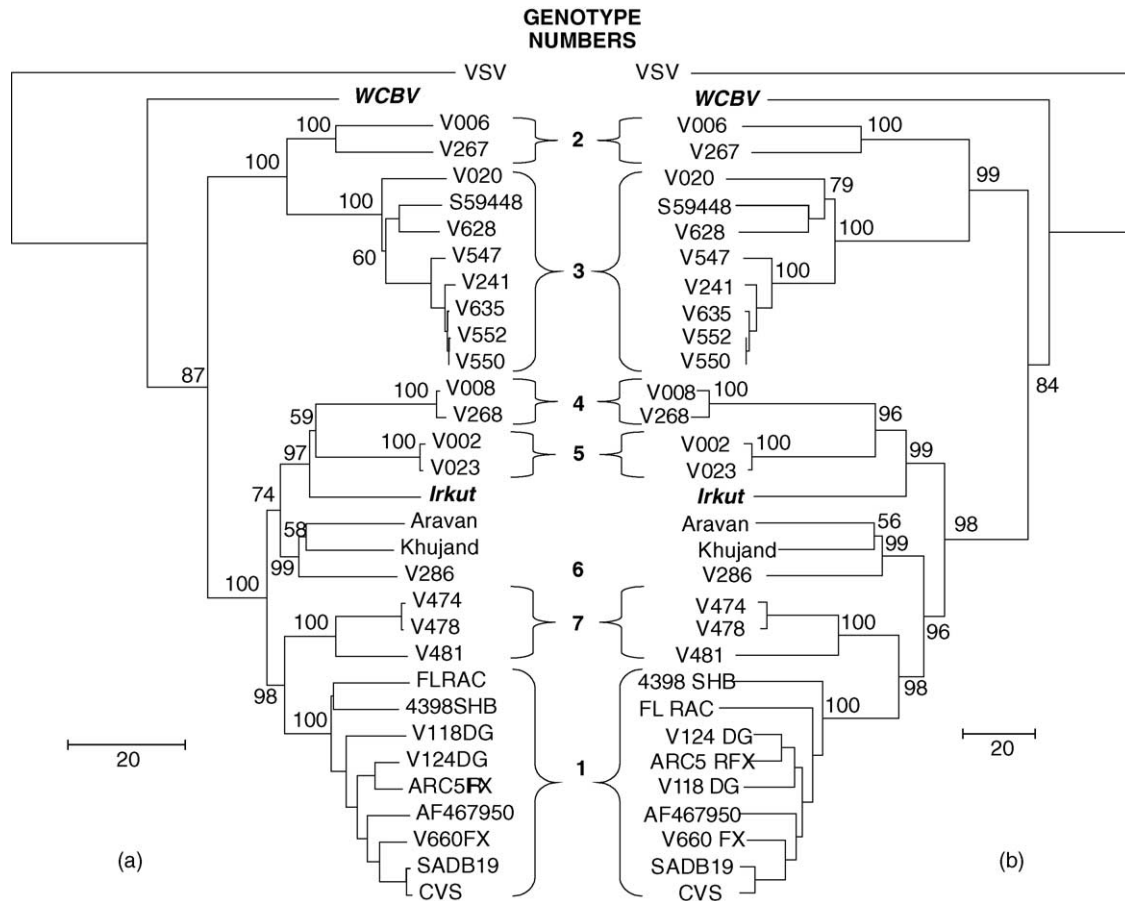 GENOTYPE
NUMBERS
VSV VSV
WCBV WCBV
V006 100 2 V006 100
V267 V267
100 99
V020 V020 79
100 S59448 S59448
V628 V628 100
60 V547 3 V547 100
V241 V241
V635 V635
V552 V552
V550 V550
87 84
V008 V008 100
100 4
V268 V268 96
59
V002 V002 100
100 5
V023 V023 99
97
Irkut Irkut
74 98
Aravan Aravan 56
58
Khujand Khujand 99
99 V286 6 V286
100
V474 V474
100 V478 7 V478 100
96
V481 V481
98 98
FLRAC 4398 SHB
100 4398SHB FL RAC 100
V118DG V124 DG
20 20
V124DG 1 ARC5 RFX
V118 DG
AF467950 AF467950
V660FX V660 FX
(a) (b)
SADB19 SADB19
CVS CVS